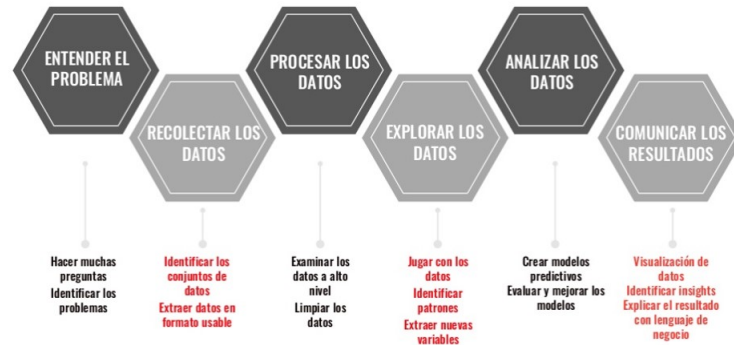 ENTENDER EL
PROBLEMA
RECOLECTAR LOS
DATOS
PROCESAR LOS
DATOS
EXPLORAR LOS
DATOS
ANALIZAR LOS
DATOS
COMUNICAR LOS
RESULTADOS
Hacer muchas
preguntas
Identificar los
problemas
Identificar los
conjuntos de
datos
Extraer datos en
formato usable
Examinar los
datos a alto
nivel
Limpiar los
datos
Jugar con los
datos
Identificar
patrones
Extraer nuevas
variables
Crear modelos
predictivos
Evaluar y mejorar los
modelos
Visualización de
datos
Identificar insights
Explicar el resultado
con lenguaje de
negocio